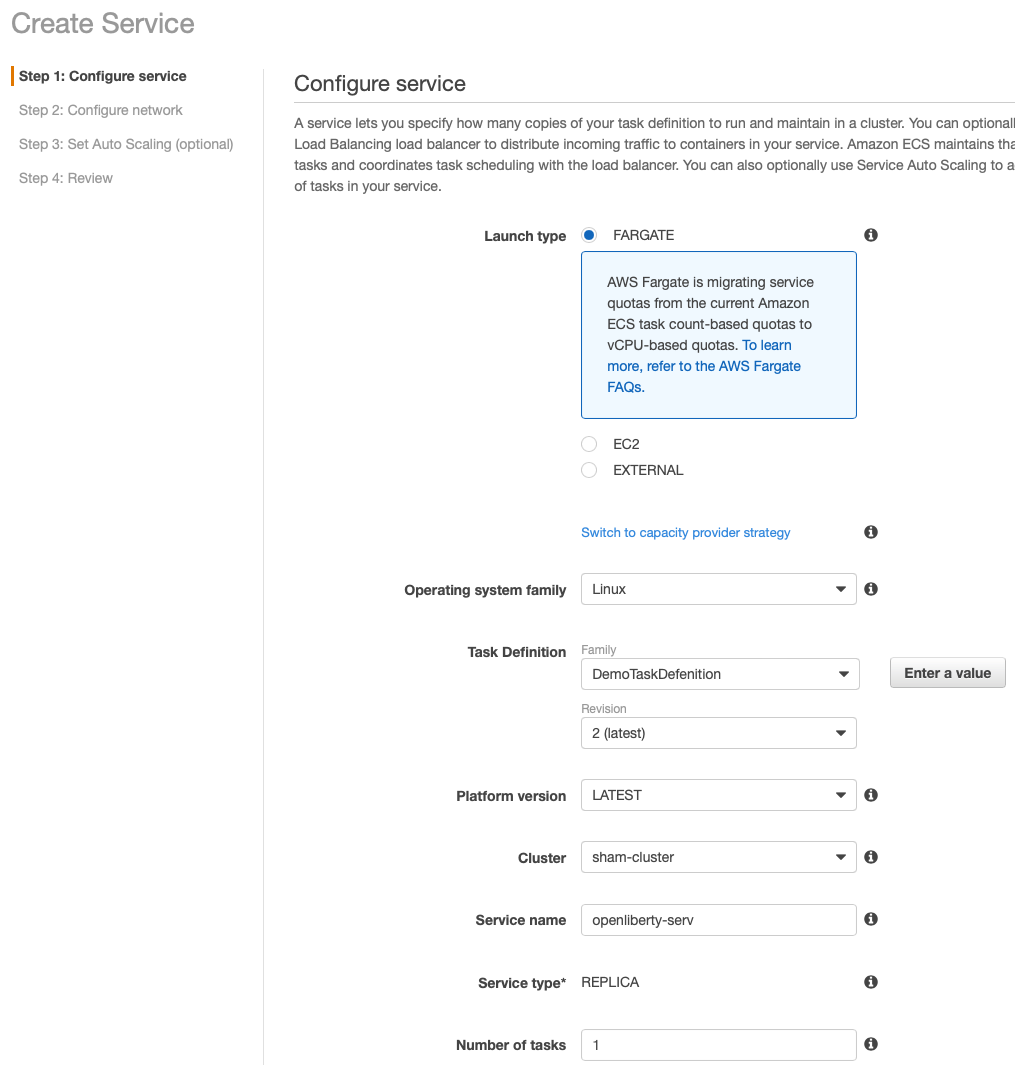 Create Service
Step 1: Configure service
Step 2: Configure network
Step 3: Set Auto Scaling (optional)
Step 4: Review
Configure service
A service lets you specify how many copies of your task definition to run and maintain in a cluster. You can optionall
Load Balancing load balancer to distribute incoming traffic to containers in your service. Amazon ECS maintains tha
tasks and coordinates task scheduling with the load balancer. You can also optionally use Service Auto Scaling to a
of tasks in your service.
Launch type
FARGATE
AWS Fargate is migrating service
quotas from the current Amazon
ECS task count-based quotas to
vCPU-based quotas. To learn
more, refer to the AWS Fargate
FAQs.
EC2
EXTERNAL
Switch to capacity provider strategy
Operating system family
Linux
Task Definition
Family
DemoTaskDefenition
Enter a value
Revision
2 (latest)
Platform version
LATEST
Cluster
sham-cluster
Service name
openliberty-serv
Service type*
REPLICA
Number of tasks
1